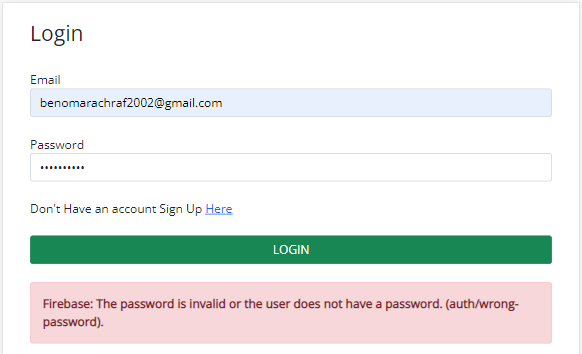 Login
Email
benomarachraf2002@gmail.com
Password
••••••••••
Don't Have an account Sign Up Here
LOGIN
Firebase: The password is invalid or the user does not have a password. (auth/wrong-
password).